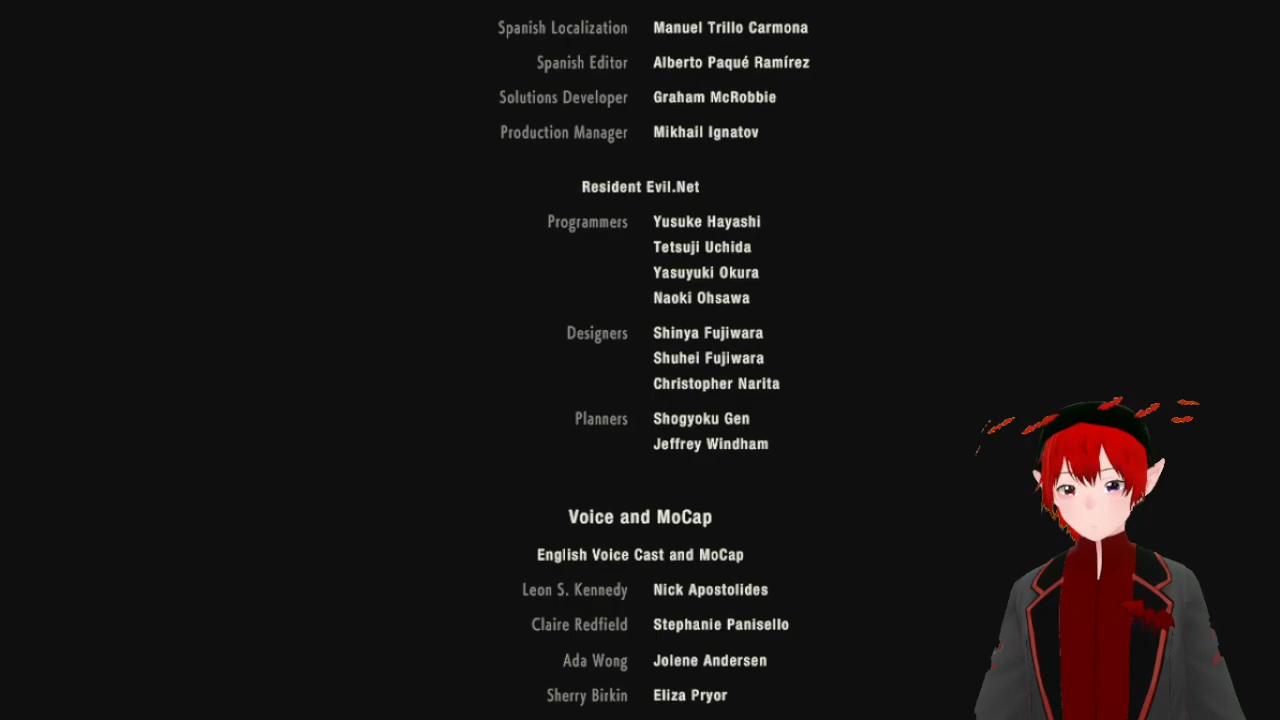 Spanish Localization Manuel Trillo Carmona
Spanish Editor Alberto Paqué Ramírez
Solutions Developer Graham McRobbie
Production Manager Mikhail Ignatov
Resident Evil.Net
Programmers Yusuke Hayashi
Tetsuji Uchida
Yasuyuki Okura
Naoki Ohsawa
Designers Shinya Fujiwara
Shuhei Fujiwara
Christopher Narita
Planners Shogyoku Gen
Jeffrey Windham
Voice and MoCap
English Voice Cast and MoCap
Leon S. Kennedy Nick Apostolides
Claire Redfield Stephanie Panisello
Ada Wong Jolene Andersen
Sherry Birkin Eliza Pryor